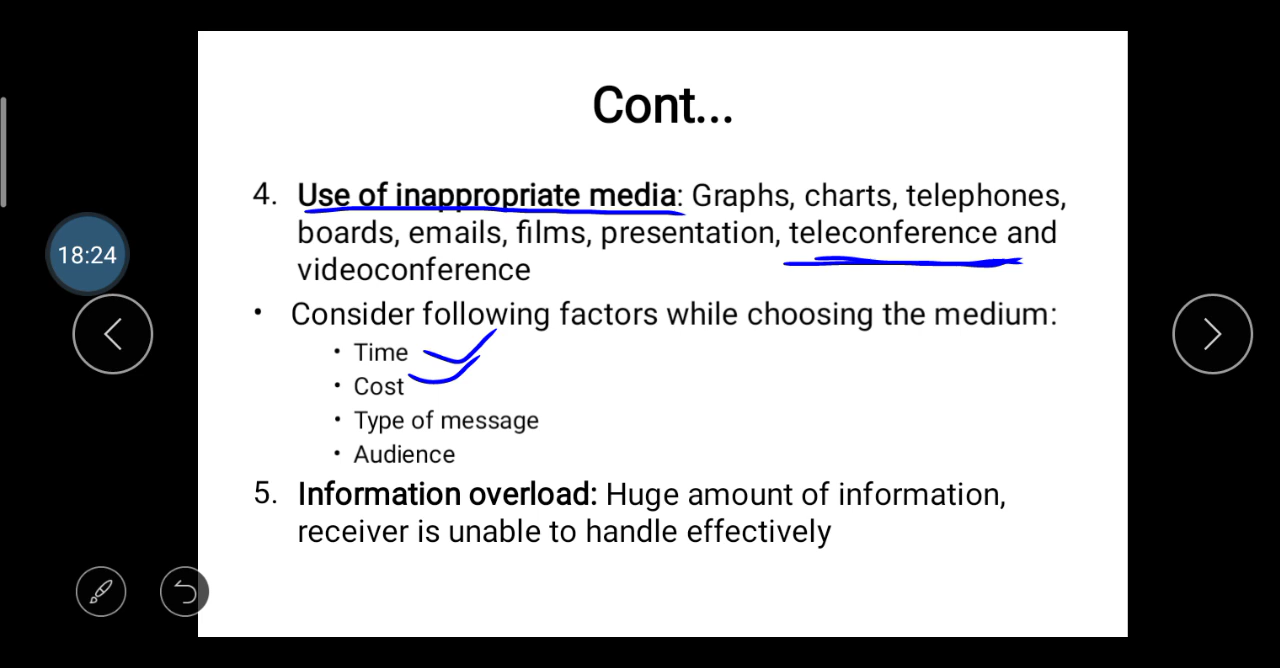 Cont...
4. Use of inappropriate media: Graphs, charts, telephones,
boards, emails, films, presentation, teleconference and
videoconference
18:24
• Consider following factors while choosing the medium:
• Time
• Cost
• Type of message
• Audience
5. Information overload: Huge amount of information,
receiver is unable to handle effectively